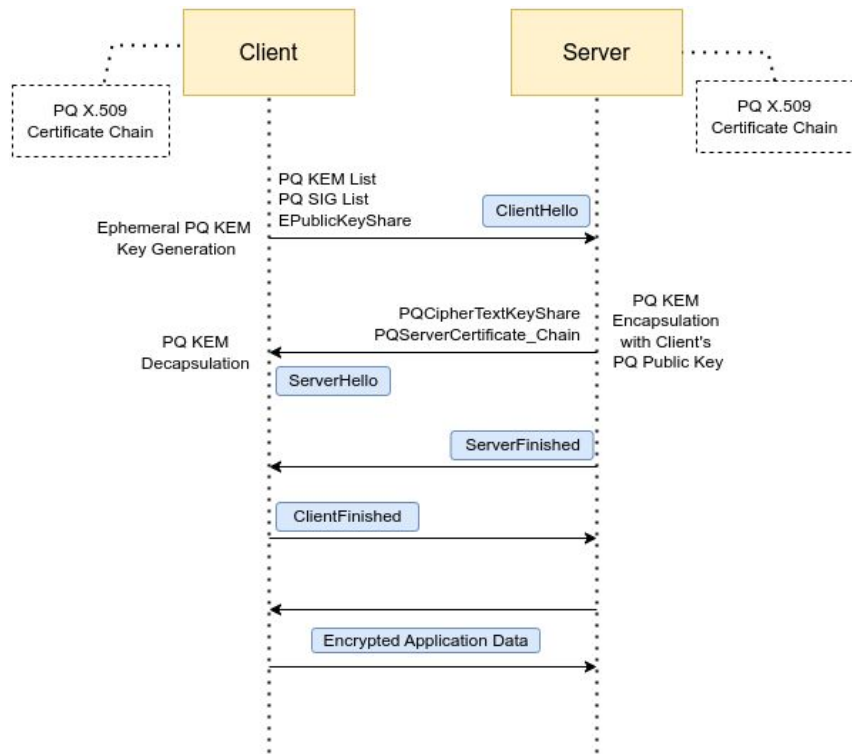 Client
Server
PQ X.509
Certificate Chain
PQ X.509
Certificate Chain
PQ KEM List
PQ SIG List
EPublicKeyShare
ClientHello
Ephemeral PQ KEM
Key Generation
PQCipherTextKeyShare
PQServerCertificate_Chain
PQ KEM
Encapsulation
with Client's
PQ Public Key
PQ KEM
Decapsulation
ServerHello
ServerFinished
ClientFinished
Encrypted Application Data